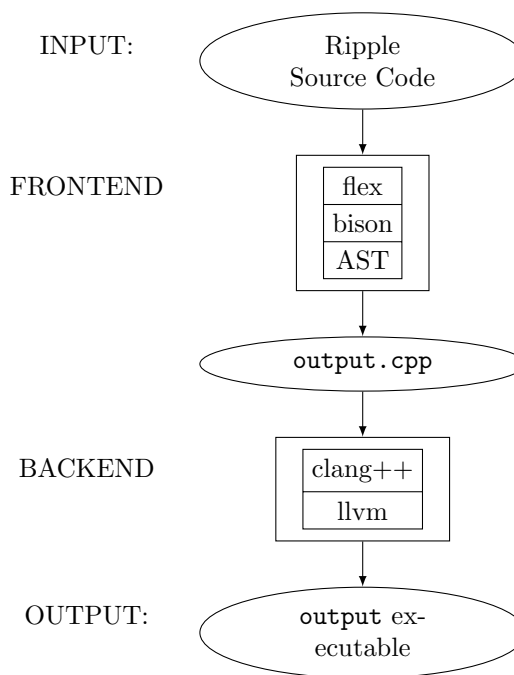 INPUT:
Ripple
Source Code
FRONTEND
flex
bison
AST
output.cpp
BACKEND
clang++
llvm
OUTPUT:
output ex-
ecutable